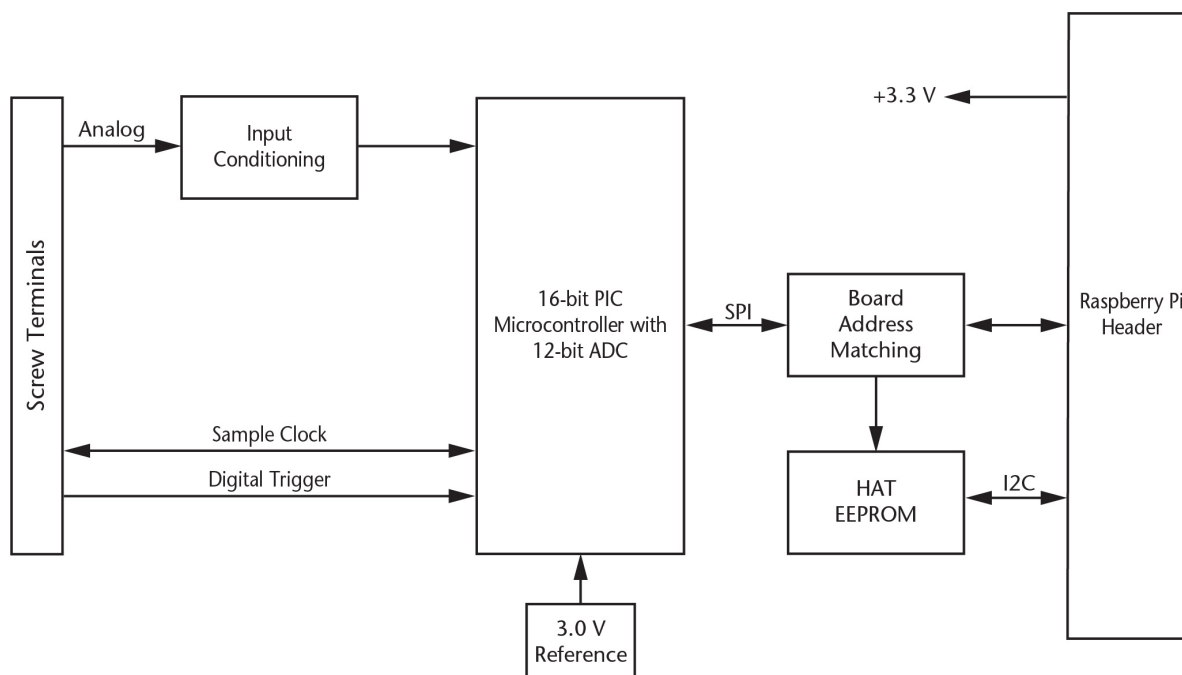 +3.3 V
Analog
Input
Conditioning
Screw Terminals
16-bit PIC
Microcontroller with
12-bit ADC
SPI
Board
Address
Matching
Raspberry Pi
Header
Sample Clock
Digital Trigger
HAT
EEPROM
I2C
3.0 V
Reference